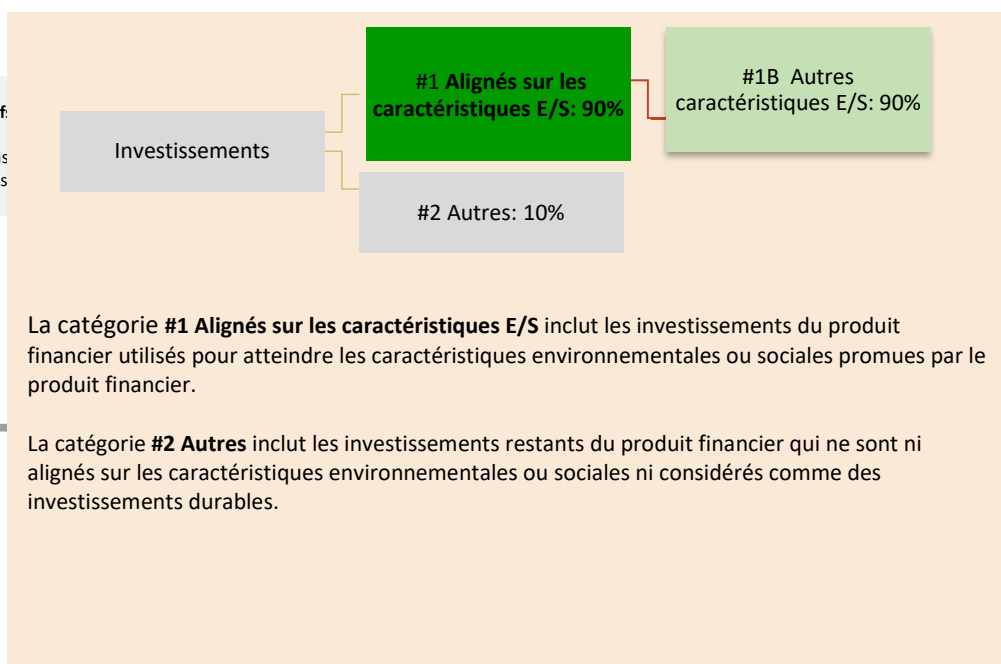 #1 Alignés sur les
caractéristiques E/S: 90%
#1B Autres
caractéristiques E/S: 90%
Investissements
#2 Autres: 10%
La catégorie #1 Alignés sur les caractéristiques E/S inclut les investissements du produit
financier utilisés pour atteindre les caractéristiques environnementales ou sociales promues par le
produit financier.
La catégorie #2 Autres inclut les investissements restants du produit financier qui ne sont ni
alignés sur les caractéristiques environnementales ou sociales ni considérés comme des
investissements durables.